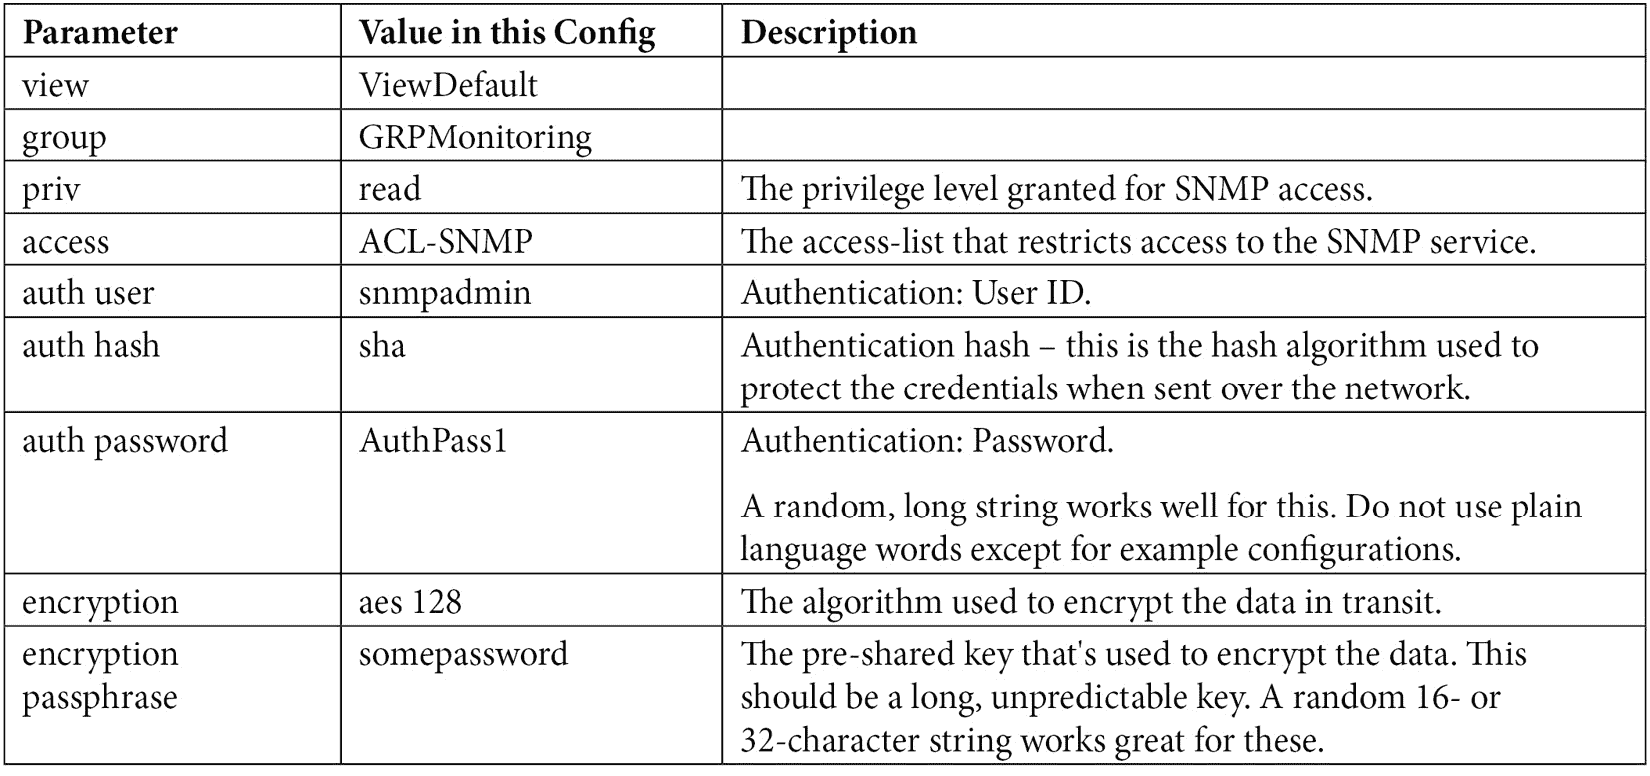 Parameter Value in this Config Description
view ViewDefault
group GRPMonitoring
priv read The privilege level granted for SNMP access.
access ACL-SNMP The access-list that restricts access to the SNMP service.
auth user snmpadmin Authentication: User ID.
auth hash sha Authentication hash – this is the hash algorithm used to
protect the credentials when sent over the network.
auth password AuthPass1 Authentication: Password.
A random, long string works well for this. Do not use plain
language words except for example configurations.
encryption aes 128 The algorithm used to encrypt the data in transit.
encryption somepassword The pre-shared key that's used to encrypt the data. This
passphrase should be a long, unpredictable key. A random 16- or
32-character string works great for these.